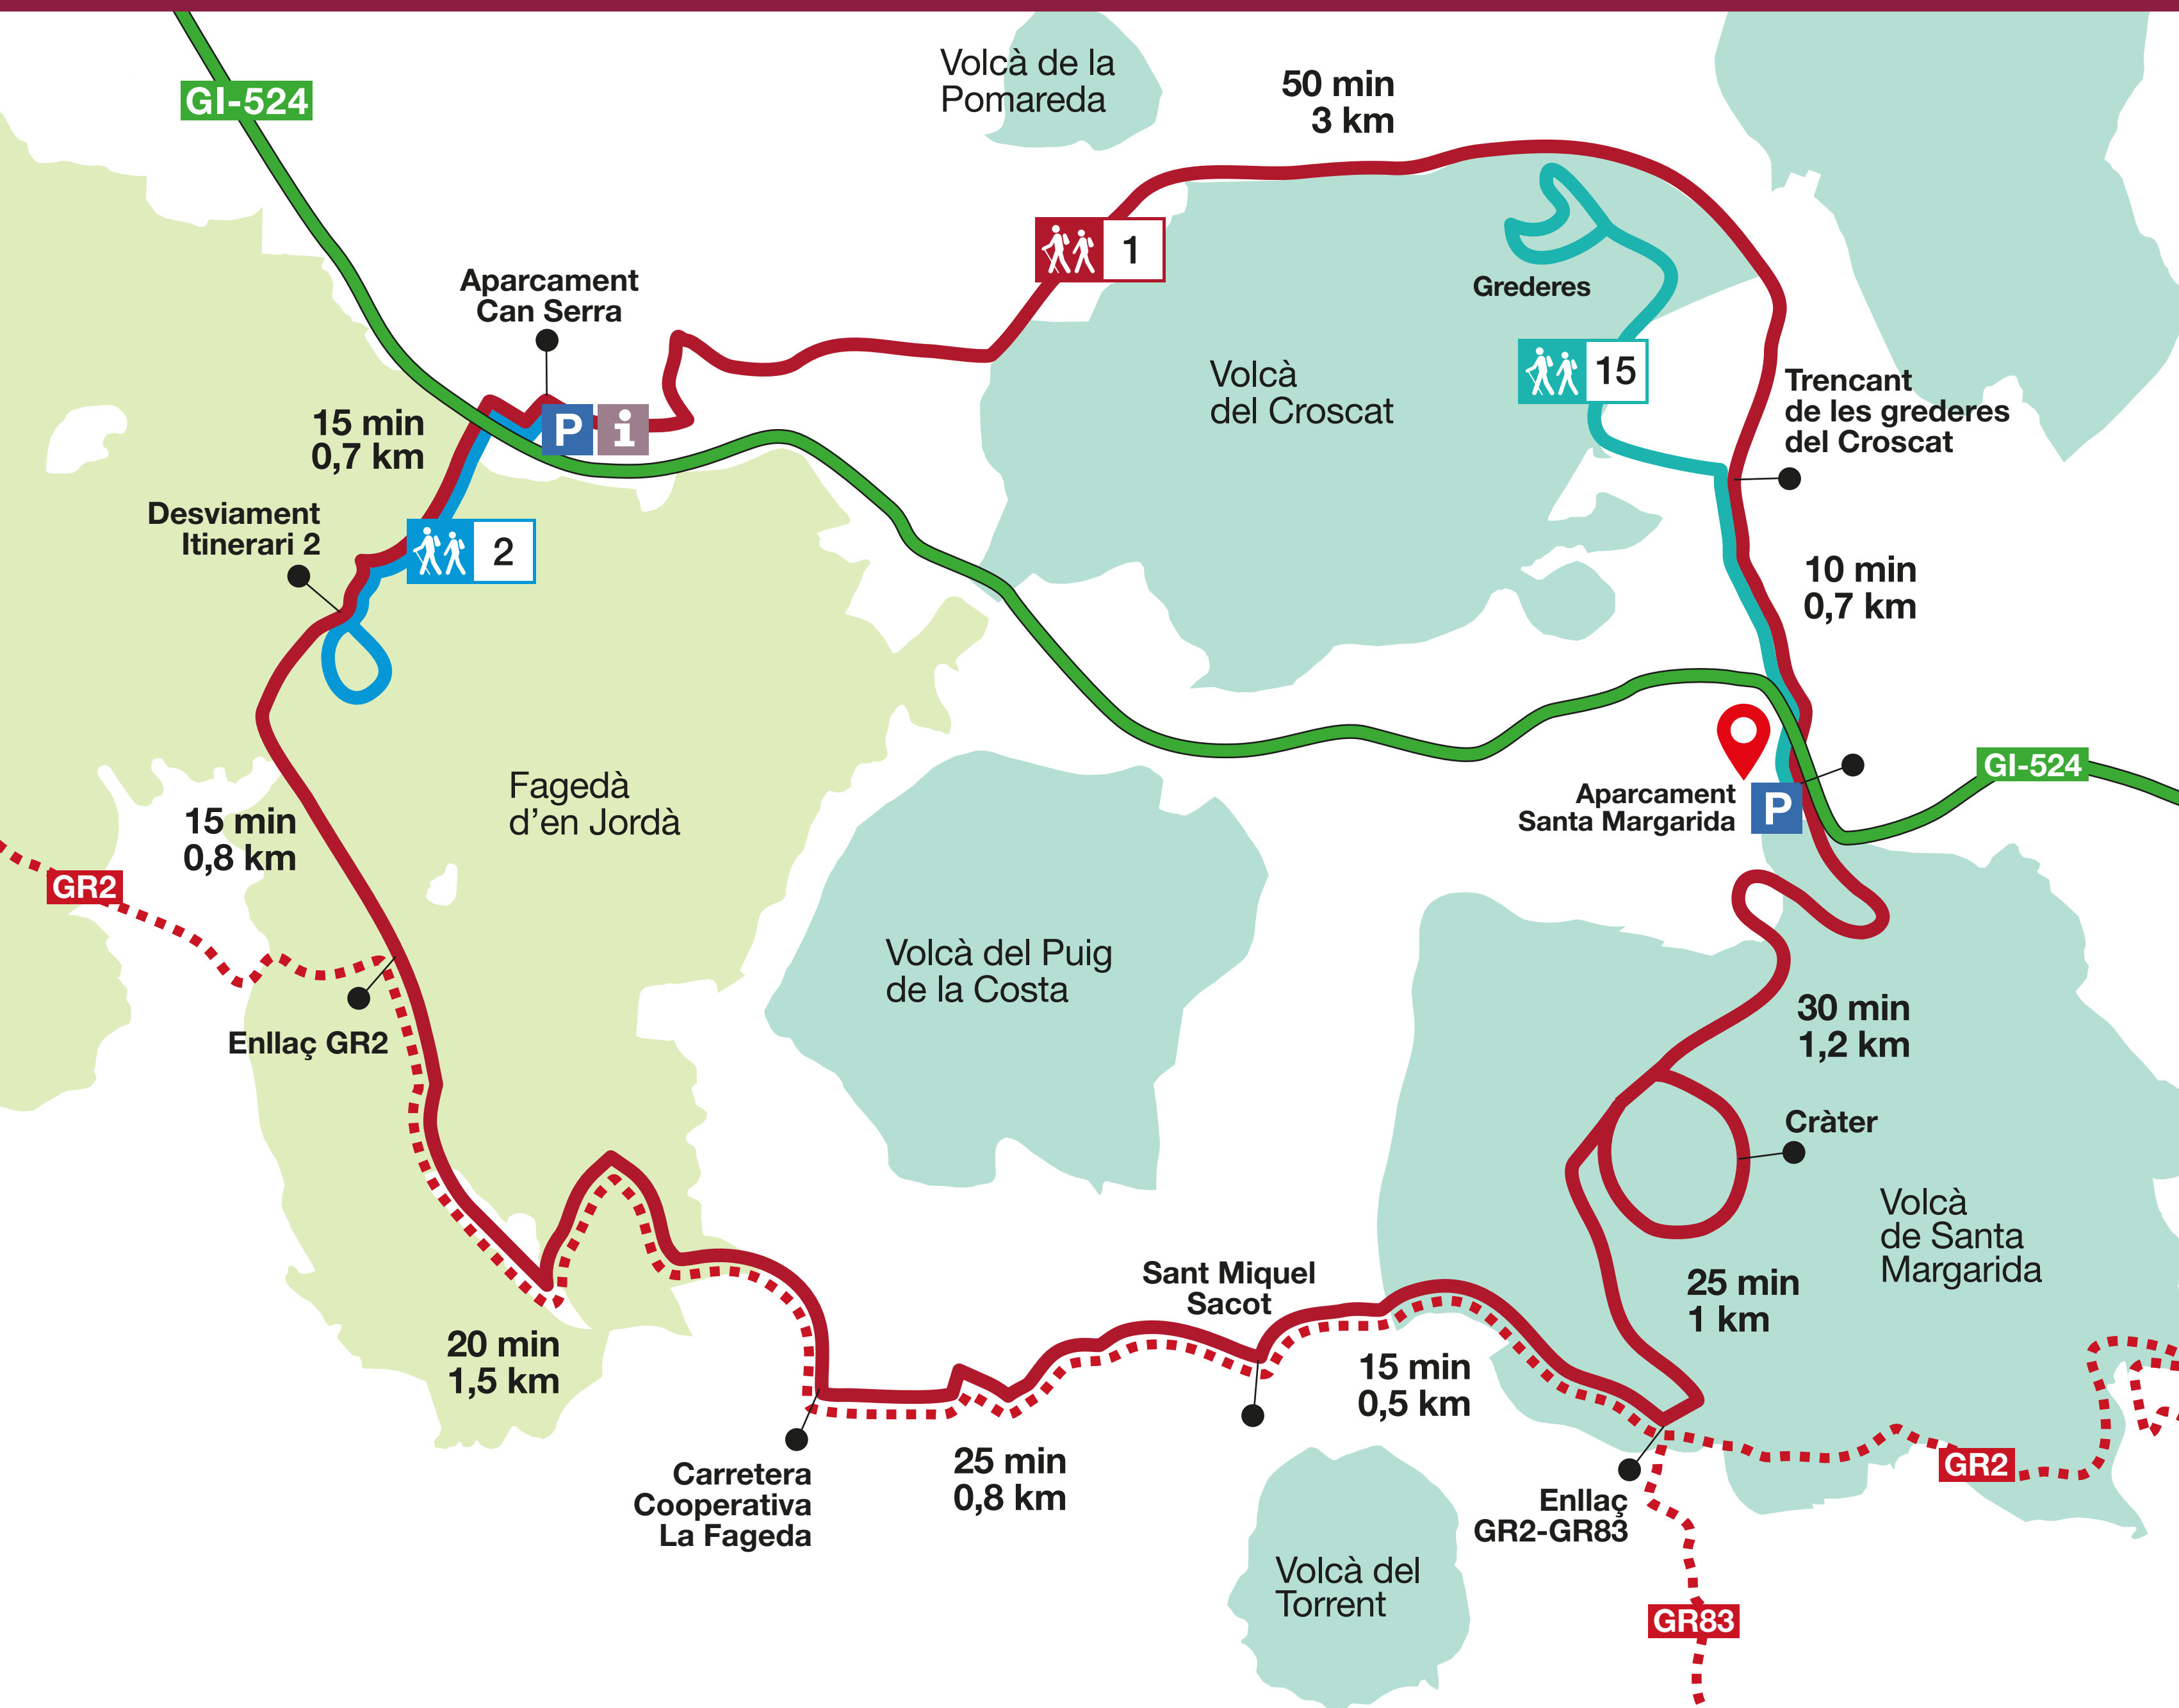 GI-524
Volcà de la
Pomareda
50 min
3 km
1
Aparcament
Can Serra
Grederes
15
Volcà
del Croscat
Trencant
de les grederes
del Croscat
15 min
0,7 km
P
i
Desviament
Itinerari 2
2
10 min
0,7 km
GI-524
Aparcament
Santa Margarida
P
Fagedà
d’en Jordà
15 min
0,8 km
GR2
Volcà del Puig
de la Costa
Enllaç GR2
30 min
1,2 km
Cràter
Volcà
de Santa
Margarida
Sant Miquel
Sacot
25 min
1 km
20 min
1,5 km
15 min
0,5 km
25 min
0,8 km
Carretera
Cooperativa
La Fageda
GR2
Enllaç
GR2-GR83
Volcà del
Torrent
GR83